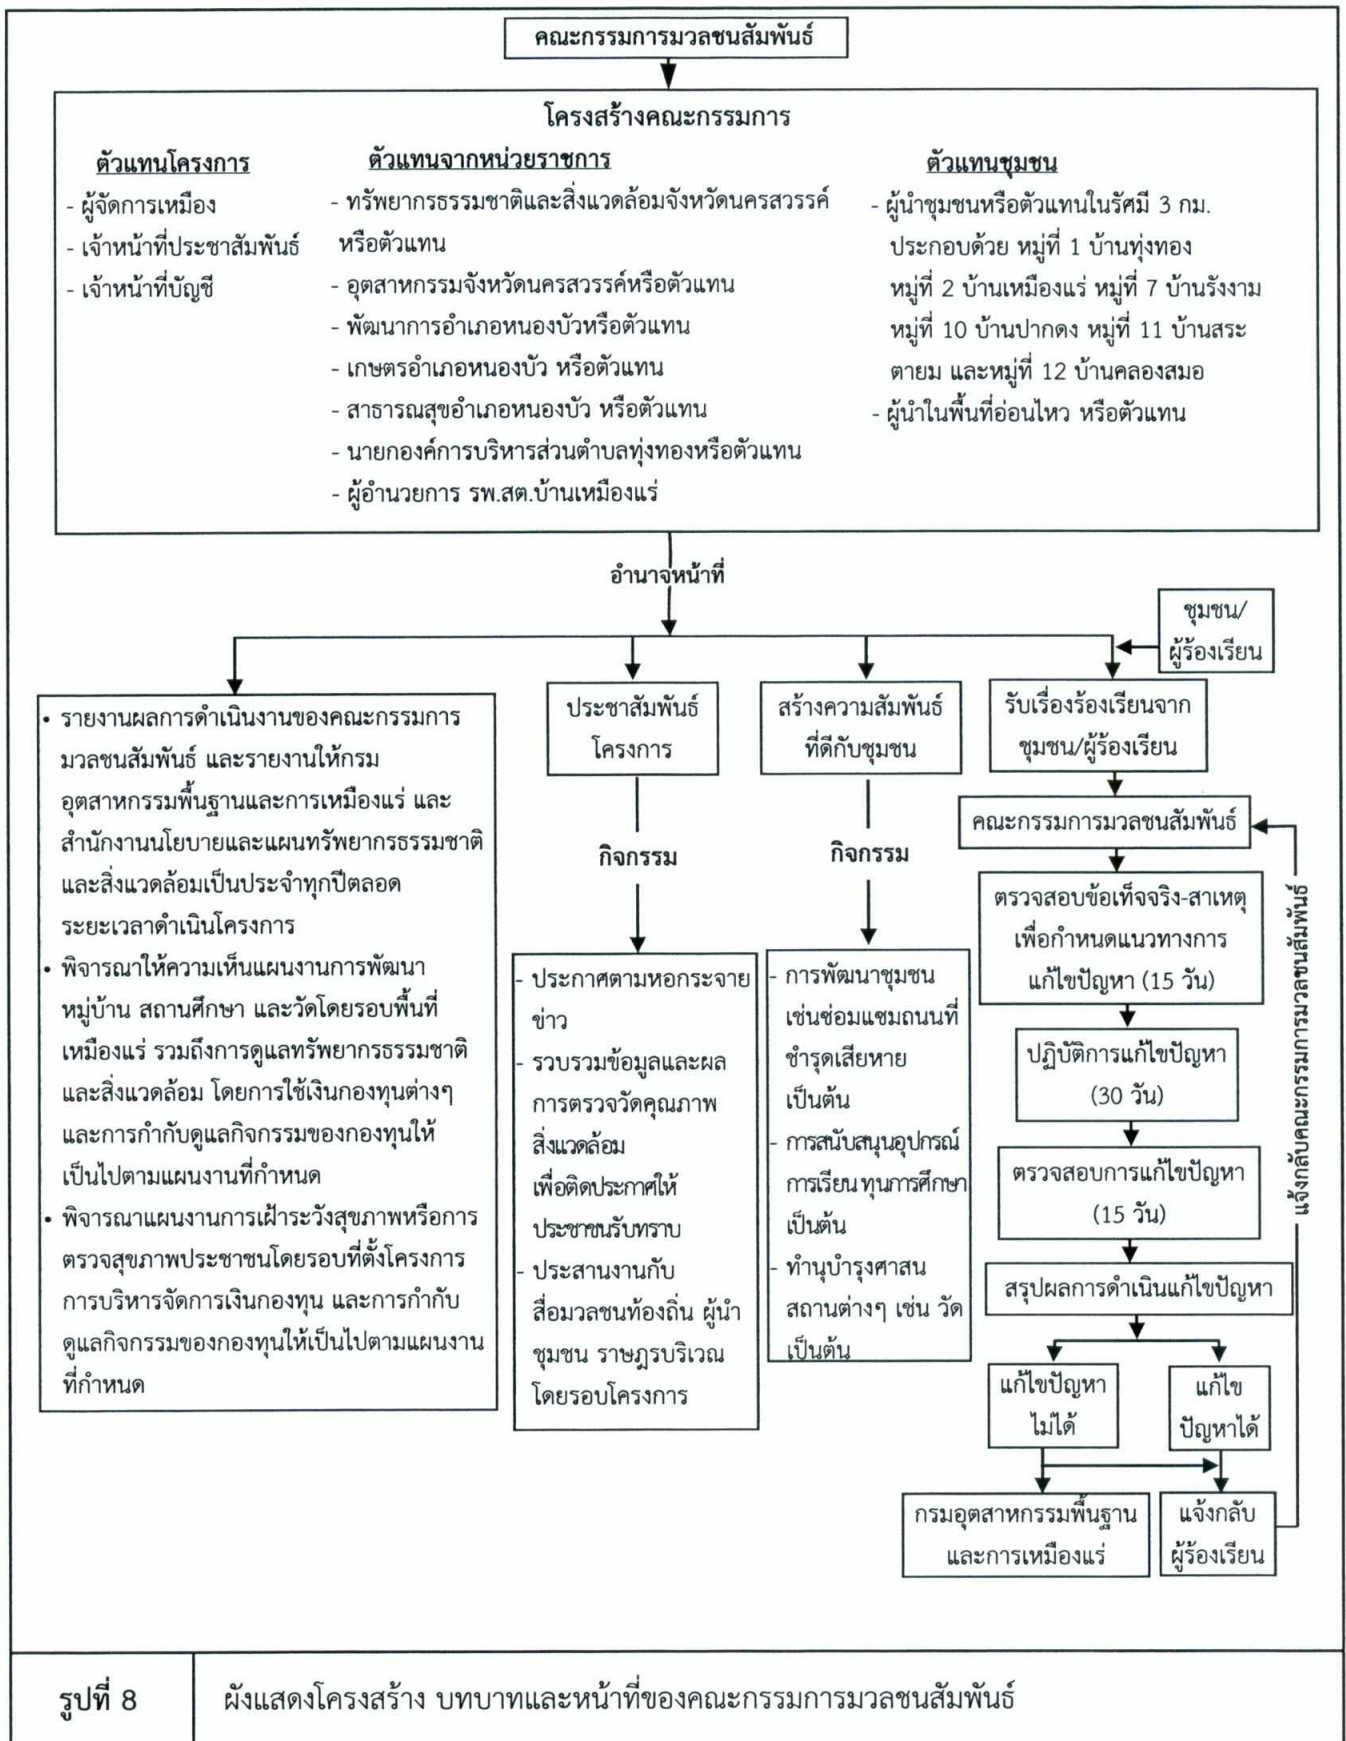 คณะกรรมการมวลชนสัมพันธ์
โครงสร้างคณะกรรมการ
ตัวแทนโครงการ
- ผู้จัดการเหมือง
- เจ้าหน้าที่ประชาสัมพันธ์
- เจ้าหน้าที่บัญชี
ตัวแทนจากหน่วยราชการ
- ทรัพยากรธรรมชาติและสิ่งแวดล้อมจังหวัดนครสวรรค์
หรือตัวแทน
- อุตสาหกรรมจังหวัดนครสวรรค์หรือตัวแทน
- พัฒนาการอำเภอหนองบัวหรือตัวแทน
- เกษตรอำเภอหนองบัว หรือตัวแทน
- สาธารณสุขอำเภอหนองบัว หรือตัวแทน
- นายกองค์การบริหารส่วนตำบลทุ่งทองหรือตัวแทน
- ผู้อำนวยการ รพ.สต.บ้านเหมืองแร่
ตัวแทนชุมชน
- ผู้นำชุมชนหรือตัวแทนในรัศมี 3 กม.
ประกอบด้วย หมู่ที่ 1 บ้านทุ่งทอง
หมู่ที่ 2 บ้านเหมืองแร่ หมู่ที่ 7 บ้านรังงาม
หมู่ที่ 10 บ้านปากดง หมู่ที่ 11 บ้านสระ
ตายม และหมู่ที่ 12 บ้านคลองสมอ
- ผู้นำในพื้นที่อ่อนไหว หรือตัวแทน
อำนาจหน้าที่
ชุมชน/
ผู้ร้องเรียน
• รายงานผลการดำเนินงานของคณะกรรมการ
มวลชนสัมพันธ์ และรายงานให้กรม
อุตสาหกรรมพื้นฐานและการเหมืองแร่ และ
สำนักงานนโยบายและแผนทรัพยากรธรรมชาติ
และสิ่งแวดล้อมเป็นประจำทุกปีตลอด
ระยะเวลาดำเนินโครงการ
• พิจารณาให้ความเห็นแผนงานการพัฒนา
หมู่บ้าน สถานศึกษา และวัดโดยรอบพื้นที่
เหมืองแร่ รวมถึงการดูแลทรัพยากรธรรมชาติ
และสิ่งแวดล้อม โดยการใช้เงินกองทุนต่างๆ
และการกำกับดูแลกิจกรรมของกองทุนให้
เป็นไปตามแผนงานที่กำหนด
• พิจารณาแผนงานการเฝ้าระวังสุขภาพหรือการ
ตรวจสุขภาพประชาชนโดยรอบที่ตั้งโครงการ
การบริหารจัดการเงินกองทุน และการกำกับ
ดูแลกิจกรรมของกองทุนให้เป็นไปตามแผนงาน
ที่กำหนด
ประชาสัมพันธ์
โครงการ
กิจกรรม
- ประกาศตามหอกระจาย
ข่าว
- รวบรวมข้อมูลและผล
การตรวจวัดคุณภาพ
สิ่งแวดล้อม
เพื่อติดประกาศให้
ประชาชนรับทราบ
- ประสานงานกับ
สื่อมวลชนท้องถิ่น ผู้นำ
ชุมชน ราษฎรบริเวณ
โดยรอบโครงการ
สร้างความสัมพันธ์
ที่ดีกับชุมชน
กิจกรรม
- การพัฒนาชุมชน
เช่นซ่อมแซมถนนที่
ชำรุดเสียหาย
เป็นต้น
- การสนับสนุนอุปกรณ์
การเรียน ทุนการศึกษา
เป็นต้น
- ทำนุบำรุงศาสน
สถานต่างๆ เช่น วัด
เป็นต้น
รับเรื่องร้องเรียนจาก
ชุมชน/ผู้ร้องเรียน
คณะกรรมการมวลชนสัมพันธ์
ตรวจสอบข้อเท็จจริง-สาเหตุ
เพื่อกำหนดแนวทางการ
แก้ไขปัญหา (15 วัน)
ปฏิบัติการแก้ไขปัญหา
(30 วัน)
ตรวจสอบการแก้ไขปัญหา
(15 วัน)
สรุปผลการดำเนินแก้ไขปัญหา
แก้ไขปัญหา
ไม่ได้
แก้ไข
ปัญหาได้
กรมอุตสาหกรรมพื้นฐาน
และการเหมืองแร่
แจ้งกลับ
ผู้ร้องเรียน
แจ้งกลับคณะกรรมการมวลชนสัมพันธ์
รูปที่ 8
ผังแสดงโครงสร้าง บทบาทและหน้าที่ของคณะกรรมการมวลชนสัมพันธ์